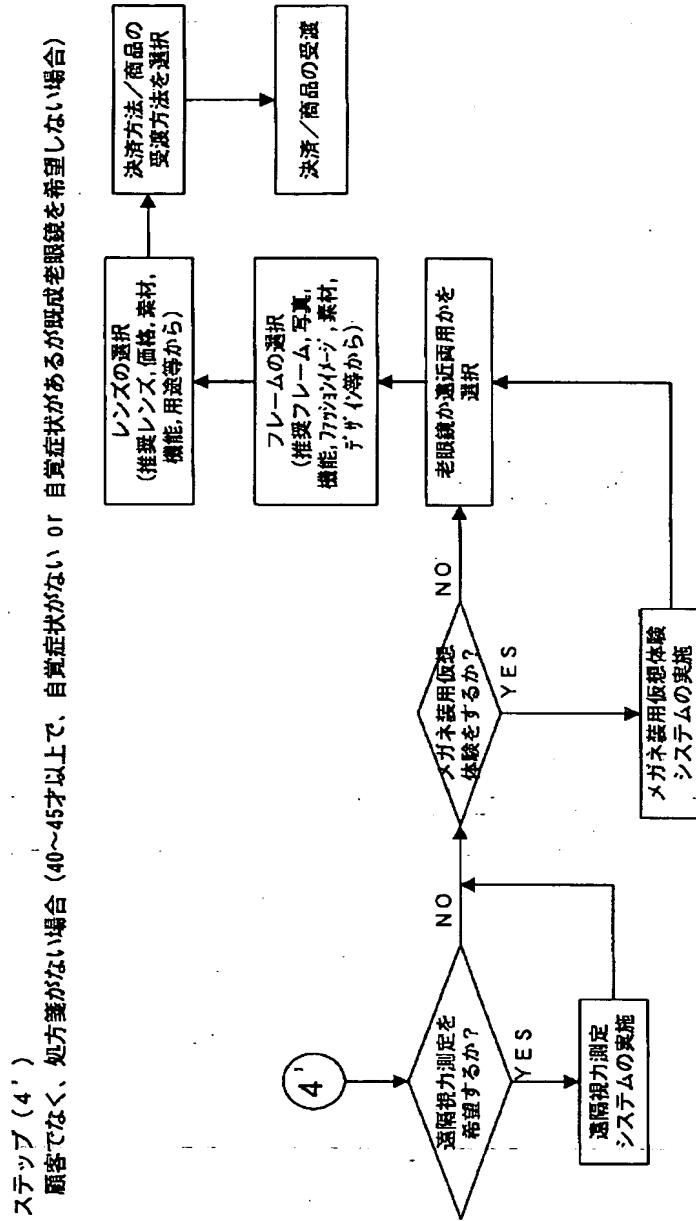 ステップ (4')
顧客でなく、処方箋がない場合 (40〜45才以上で、自覚症状がない or 自覚症状があるが既成老眼鏡を希望しない場合)
4'
遠隔視力測定を
希望するか?
YES
NO
遠隔視力測定
システムの実施
メガネ装用仮想
体験をするか?
YES
NO
メガネ装用仮想体験
システムの実施
老眼鏡か遠近両用かを
選択
フレームの選択
(推奨フレーム,写真,
機能,ファッションイメージ,素材,
デザイン等から)
レンズの選択
(推奨レンズ,価格,素材,
機能,用途等から)
決済方法/商品の
受渡方法を選択
決済/商品の受渡